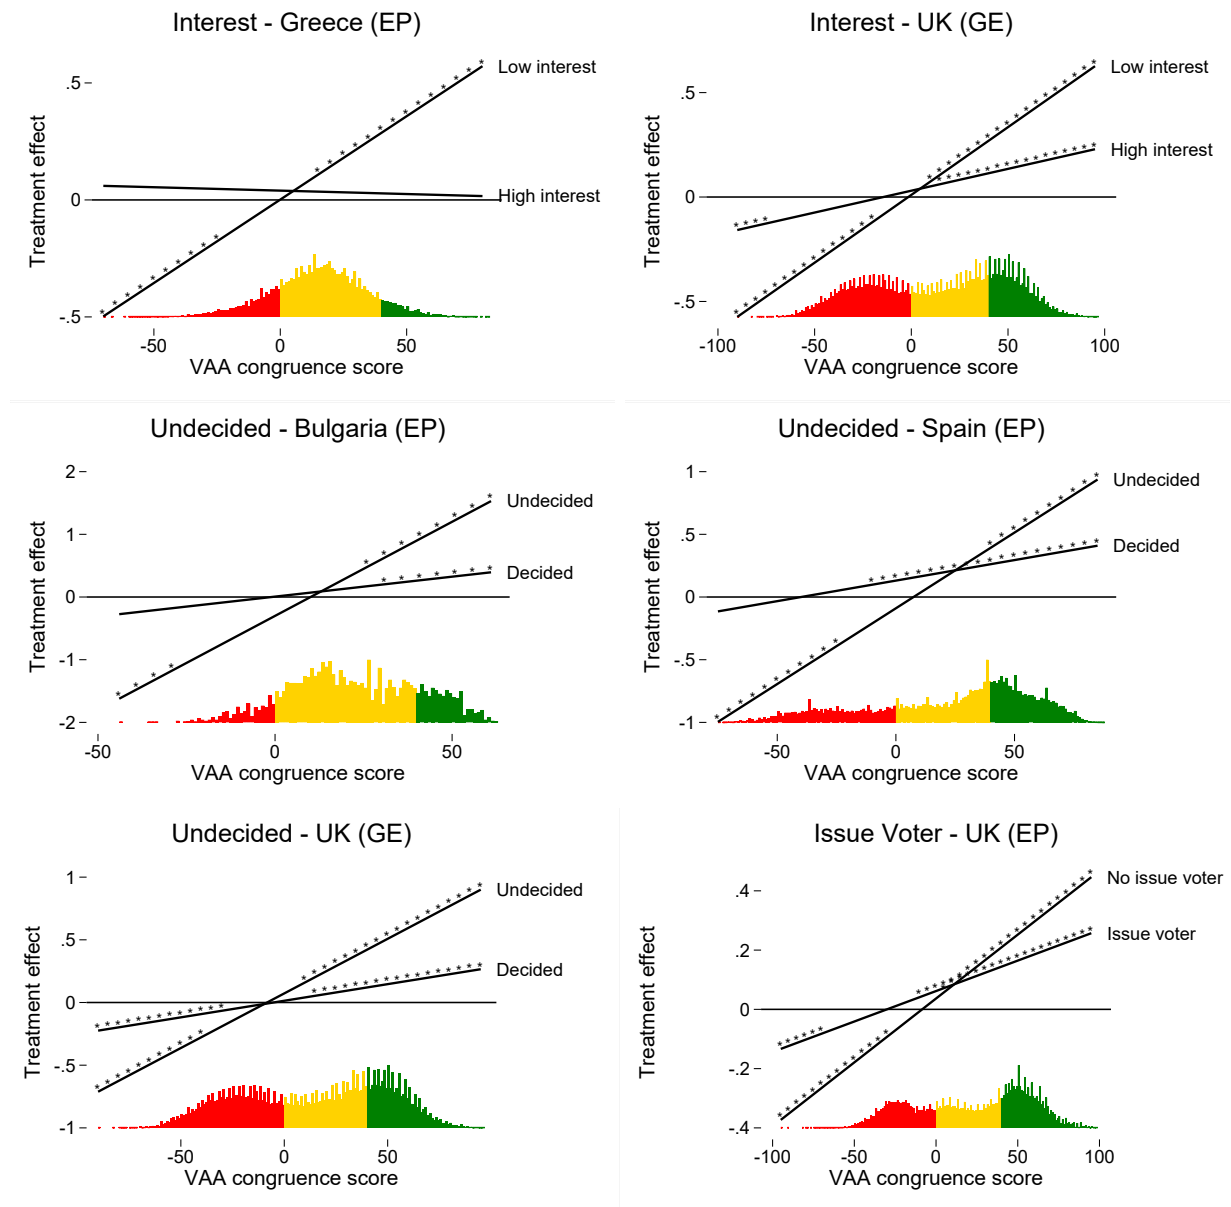 Interest - Greece (EP)
Treatment effect
.5
0
-.5
Low interest
High interest
-50 0 50
VAA congruence score
Interest - UK (GE)
Treatment effect
.5
0
-.5
Low interest
High interest
-100 -50 0 50 100
VAA congruence score
Undecided - Bulgaria (EP)
Treatment effect
2
1
0
-1
-2
Undecided
Decided
-50 0 50
VAA congruence score
Undecided - Spain (EP)
Treatment effect
1
.5
0
-.5
-1
Undecided
Decided
-50 0 50
VAA congruence score
Undecided - UK (GE)
Treatment effect
1
.5
0
-.5
-1
Undecided
Decided
-50 0 50
VAA congruence score
Issue Voter - UK (EP)
Treatment effect
.4
.2
0
-.2
-.4
No issue voter
Issue voter
-100 -50 0 50 100
VAA congruence score